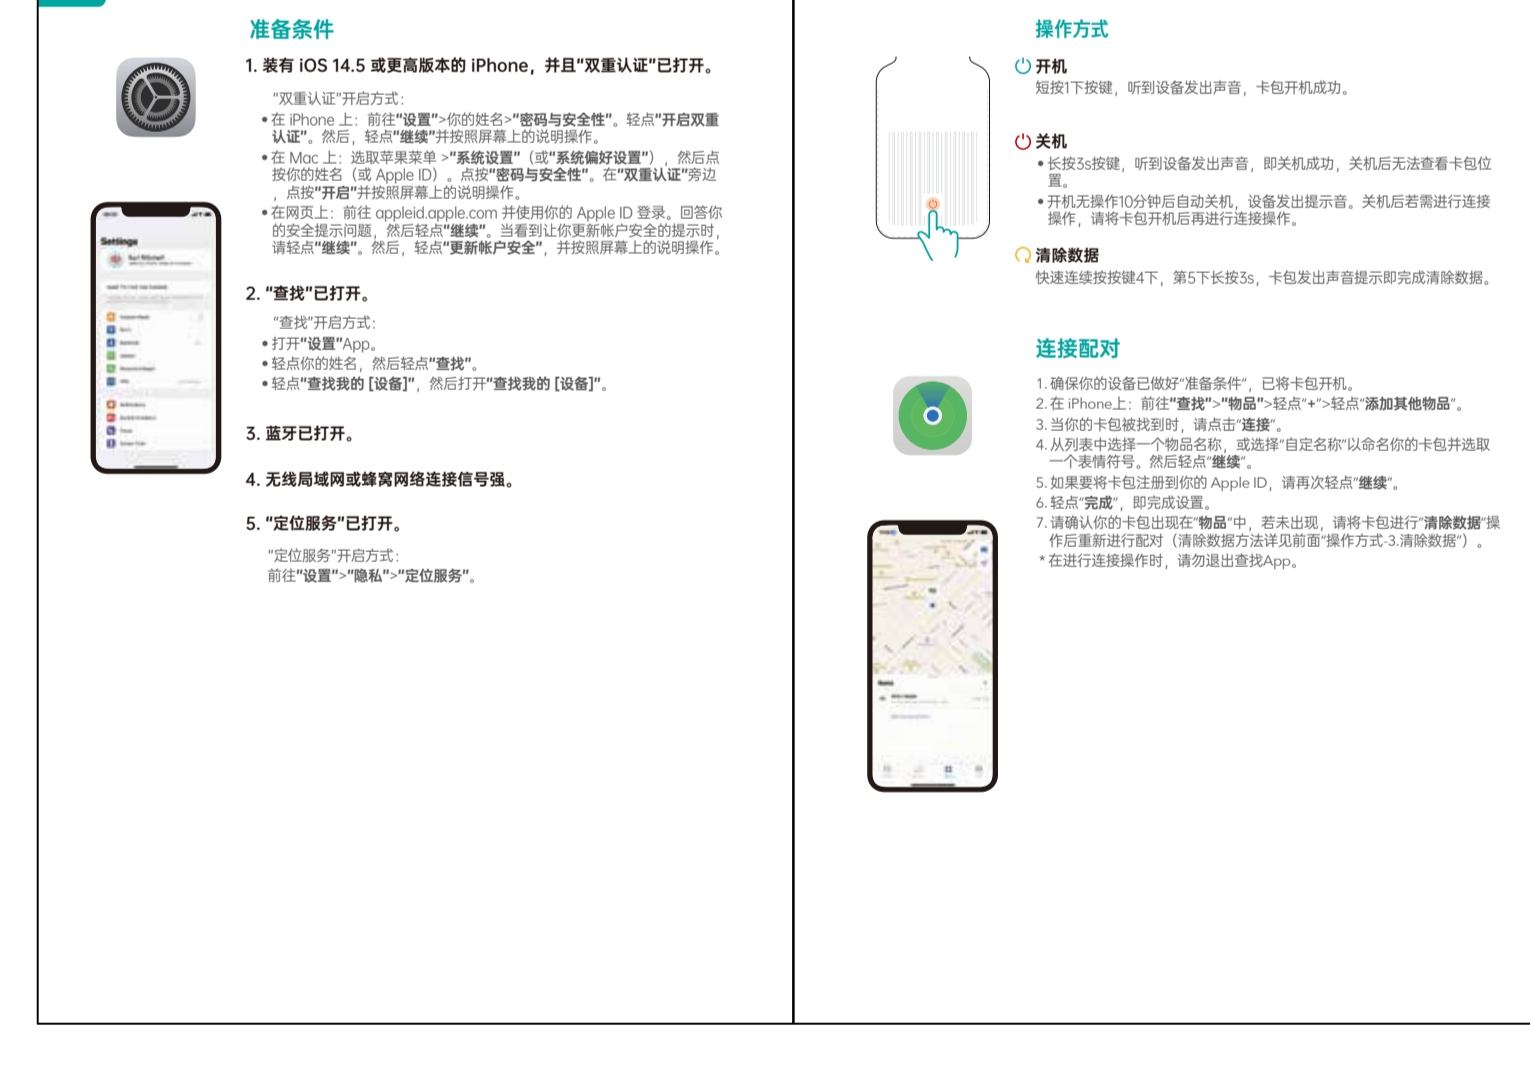 准备条件
1. 装有 iOS 14.5 或更高版本的 iPhone，并且"双重认证"已打开。
"双重认证"开启方式：
• 在 iPhone 上：前往"设置">你的姓名>"密码与安全性"。轻点"开启双重
认证"。然后，轻点"继续"并按照屏幕上的说明操作。
• 在 Mac 上：选取苹果菜单 >"系统设置"（或"系统偏好设置"），然后点
按你的姓名（或 Apple ID）。点按"密码与安全性"。在"双重认证"旁边
，点按"开启"并按照屏幕上的说明操作。
• 在网页上：前往 appleid.apple.com 并使用你的 Apple ID 登录。回答你
的安全提示问题，然后轻点"继续"。当看到让你更新帐户安全的提示时，
请轻点"继续"。然后，轻点"更新帐户安全"，并按照屏幕上的说明操作。
Settings
2. "查找"已打开。
"查找"开启方式：
• 打开"设置"App。
• 轻点你的姓名，然后轻点"查找"。
• 轻点"查找我的 [设备]"，然后打开"查找我的 [设备]"。
3. 蓝牙已打开。
4. 无线局域网或蜂窝网络连接信号强。
5. "定位服务"已打开。
"定位服务"开启方式：
前往"设置">"隐私">"定位服务"。
操作方式
开机
短按1下按键，听到设备发出声音，卡包开机成功。
关机
• 长按3s按键，听到设备发出声音，即关机成功，关机后无法查看卡包位
置。
• 开机无操作10分钟后自动关机，设备发出提示音。关机后若需进行连接
操作，请将卡包开机后再进行连接操作。
清除数据
快速连续按按键4下，第5下长按3s，卡包发出声音提示即完成清除数据。
连接配对
1. 确保你的设备已做好"准备条件"，已将卡包开机。
2. 在 iPhone上：前往"查找">"物品">轻点"+">轻点"添加其他物品"。
3. 当你的卡包被找到时，请点击"连接"。
4. 从列表中选择一个物品名称，或选择"自定名称"以命名你的卡包并选取
一个表情符号。然后轻点"继续"。
5. 如果要将卡包注册到你的 Apple ID，请再次轻点"继续"。
6. 轻点"完成"，即完成设置。
7. 请确认你的卡包出现在"物品"中，若未出现，请将卡包进行"清除数据"操
作后重新进行配对（清除数据方法详见前面"操作方式-3.清除数据"）。
* 在进行连接操作时，请勿退出查找App。